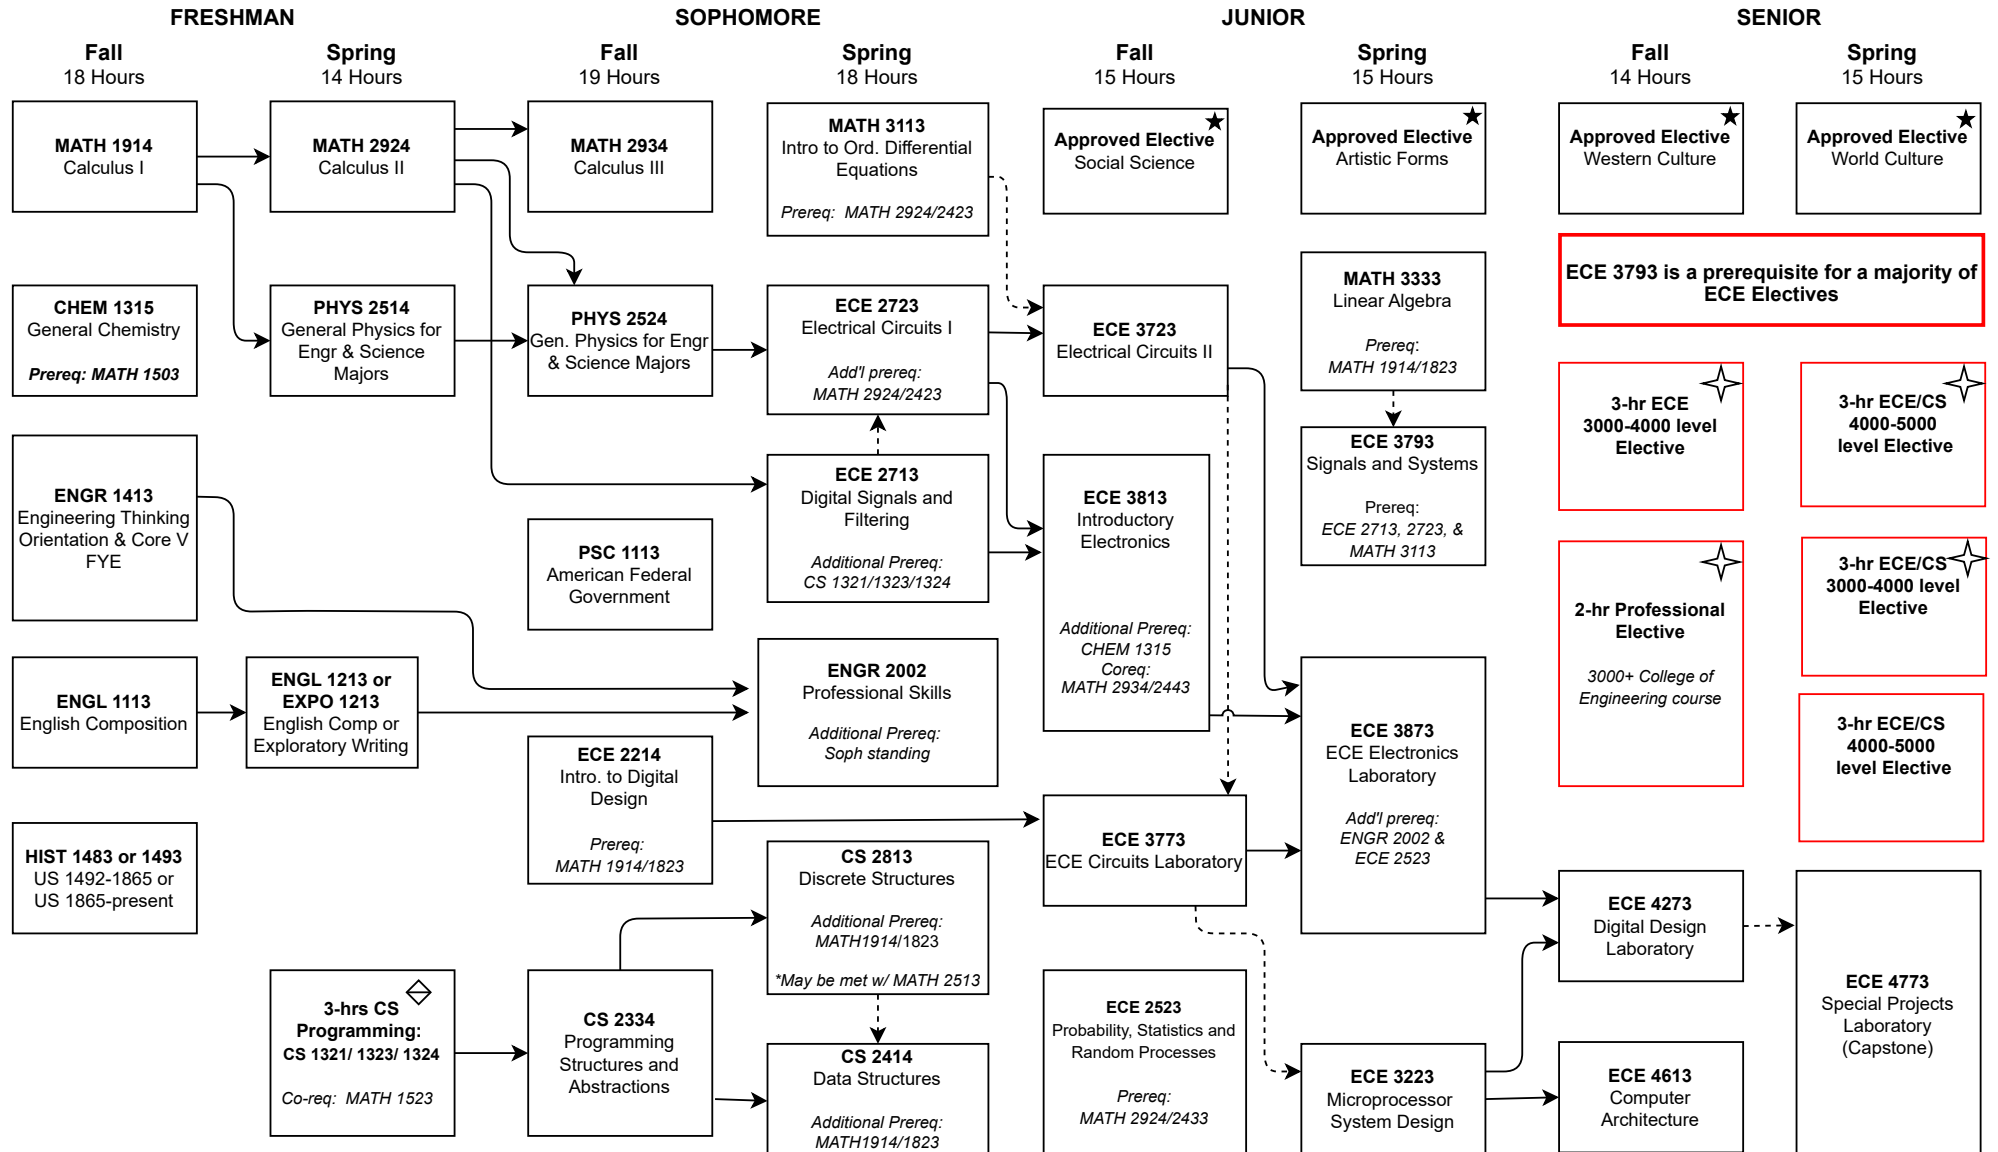 FRESHMAN
SOPHOMORE
JUNIOR
SENIOR
Fall
18 Hours
Spring
14 Hours
Fall
19 Hours
Spring
18 Hours
Fall
15 Hours
Spring
15 Hours
Fall
14 Hours
Spring
15 Hours
MATH 1914
Calculus I
MATH 2924
Calculus II
MATH 2934
Calculus III
MATH 3113
Intro to Ord. Differential
Equations
Prereq: MATH 2924/2423
Approved Elective
Social Science
Approved Elective
Artistic Forms
Approved Elective
Western Culture
Approved Elective
World Culture
ECE 3793 is a prerequisite for a majority of
ECE Electives
CHEM 1315
General Chemistry
Prereq: MATH 1503
PHYS 2514
General Physics for
Engr & Science
Majors
PHYS 2524
Gen. Physics for Engr
& Science Majors
ECE 2723
Electrical Circuits I
Add'l prereq:
MATH 2924/2423
ECE 3723
Electrical Circuits II
MATH 3333
Linear Algebra
Prereq:
MATH 1914/1823
3-hr ECE
3000-4000 level
Elective
3-hr ECE/CS
4000-5000
level Elective
ENGR 1413
Engineering Thinking
Orientation & Core V
FYE
ECE 2713
Digital Signals and
Filtering
Additional Prereq:
CS 1321/1323/1324
ECE 3813
Introductory
Electronics
Additional Prereq:
CHEM 1315
Coreq:
MATH 2934/2443
ECE 3793
Signals and Systems
Prereq:
ECE 2713, 2723, &
MATH 3113
PSC 1113
American Federal
Government
2-hr Professional
Elective
3000+ College of
Engineering course
3-hr ECE/CS
3000-4000 level
Elective
ENGL 1113
English Composition
ENGL 1213 or
EXPO 1213
English Comp or
Exploratory Writing
ENGR 2002
Professional Skills
Additional Prereq:
Soph standing
ECE 3873
ECE Electronics
Laboratory
Add'l prereq:
ENGR 2002 &
ECE 2523
3-hr ECE/CS
4000-5000
level Elective
ECE 2214
Intro. to Digital
Design
Prereq:
MATH 1914/1823
ECE 3773
ECE Circuits Laboratory
HIST 1483 or 1493
US 1492-1865 or
US 1865-present
CS 2813
Discrete Structures
Additional Prereq:
MATH1914/1823
*May be met w/ MATH 2513
ECE 4273
Digital Design
Laboratory
ECE 4773
Special Projects
Laboratory
(Capstone)
3-hrs CS
Programming:
CS 1321/ 1323/ 1324
Co-req: MATH 1523
CS 2334
Programming
Structures and
Abstractions
CS 2414
Data Structures
Additional Prereq:
MATH1914/1823
ECE 2523
Probability, Statistics and
Random Processes
Prereq:
MATH 2924/2433
ECE 3223
Microprocessor
System Design
ECE 4613
Computer
Architecture